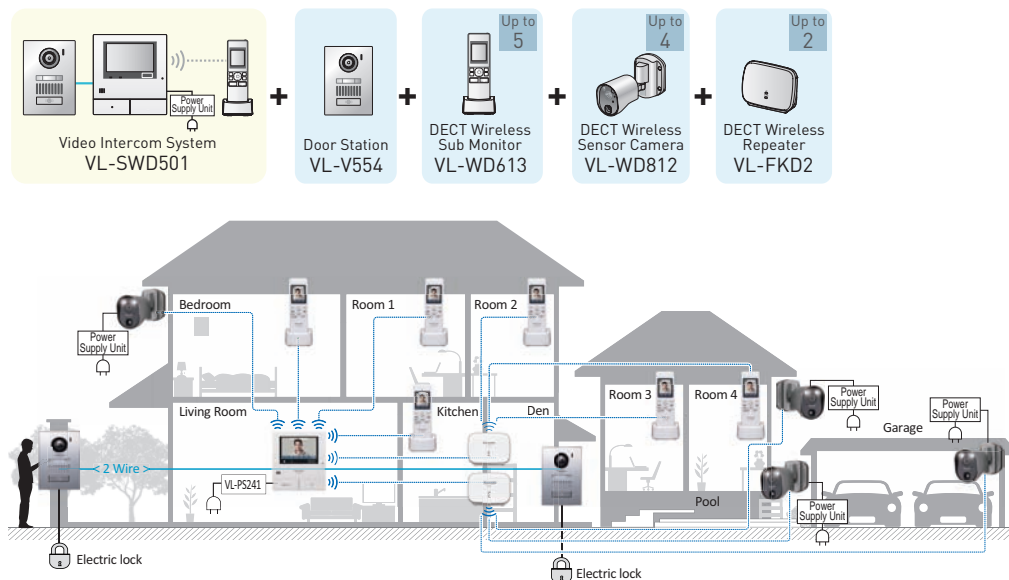 Up to
5
Up to
4
Up to
2
Power
Supply Unit
Video Intercom System
VL-SWD501
+
Door Station
VL-V554
+
DECT Wireless
Sub Monitor
VL-WD613
+
DECT Wireless
Sensor Camera
VL-WD812
+
DECT Wireless
Repeater
VL-FKD2
Bedroom
Room 1
Room 2
Power
Supply Unit
Living Room
Kitchen
Den
Room 3
Room 4
Power
Supply Unit
Power
Supply Unit
Garage
< 2 Wire >
VL-PS241
Pool
Power
Supply Unit
Electric lock
Electric lock